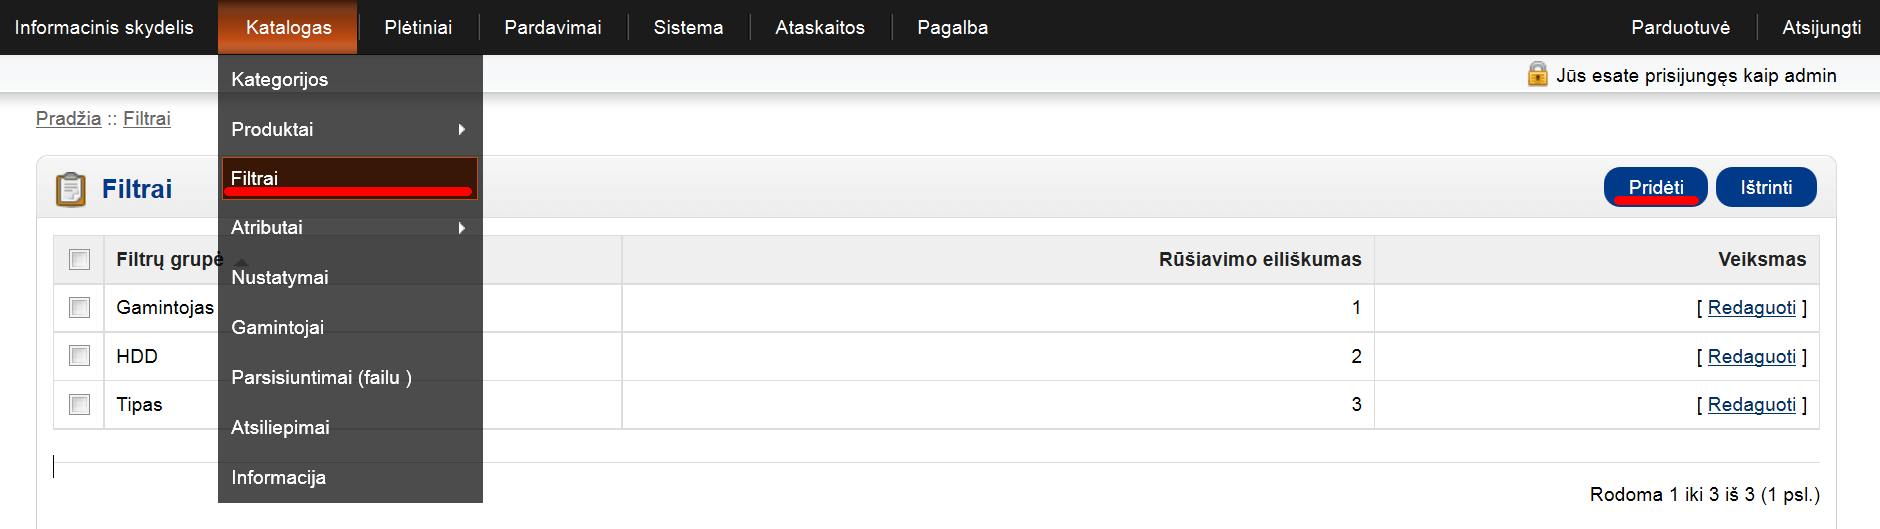 Informacinis skydelis Katalogas Plėtiniai Pardavimai Sistema Ataskaitos Pagalba Parduotuvė Atsijungti
Jūs esate prisijungęs kaip admin
Pradžia :: Filtrai
Kategorijos
Produktai
Filtrai
Atributai
Nustatymai
Gamintojai
Parsisiuntimai (failu )
Atsiliepimai
Informacija
Filtrai Pridėti Ištrinti
Filtrų grupė Rūšiavimo eiliškumas Veiksmas
Gamintojas 1 [ Redaguoti ]
HDD 2 [ Redaguoti ]
Tipas 3 [ Redaguoti ]
Rodoma 1 iki 3 iš 3 (1 psl.)